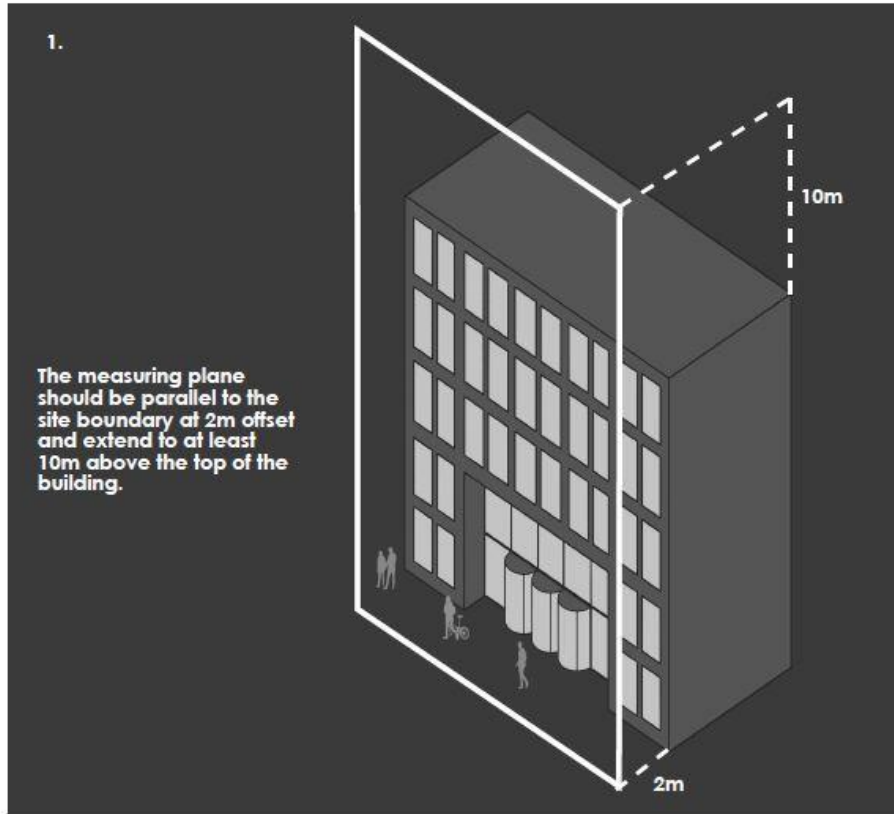 1.
10m
The measuring plane
should be parallel to the
site boundary at 2m offset
and extend to at least
10m above the top of the
building.
2m